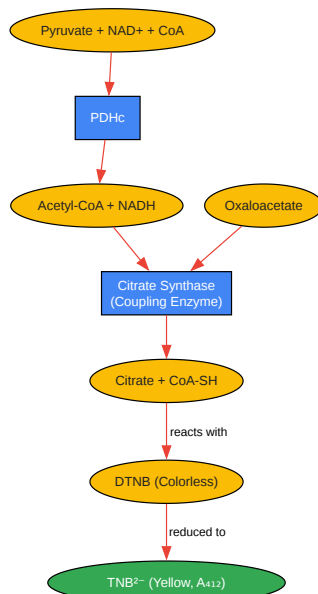 Pyruvate + NAD+ + CoA
PDHc
Acetyl-CoA + NADH
Oxaloacetate
Citrate Synthase
(Coupling Enzyme)
Citrate + CoA-SH
reacts with
DTNB (Colorless)
reduced to
TNB²⁻ (Yellow, A₄₁₂)